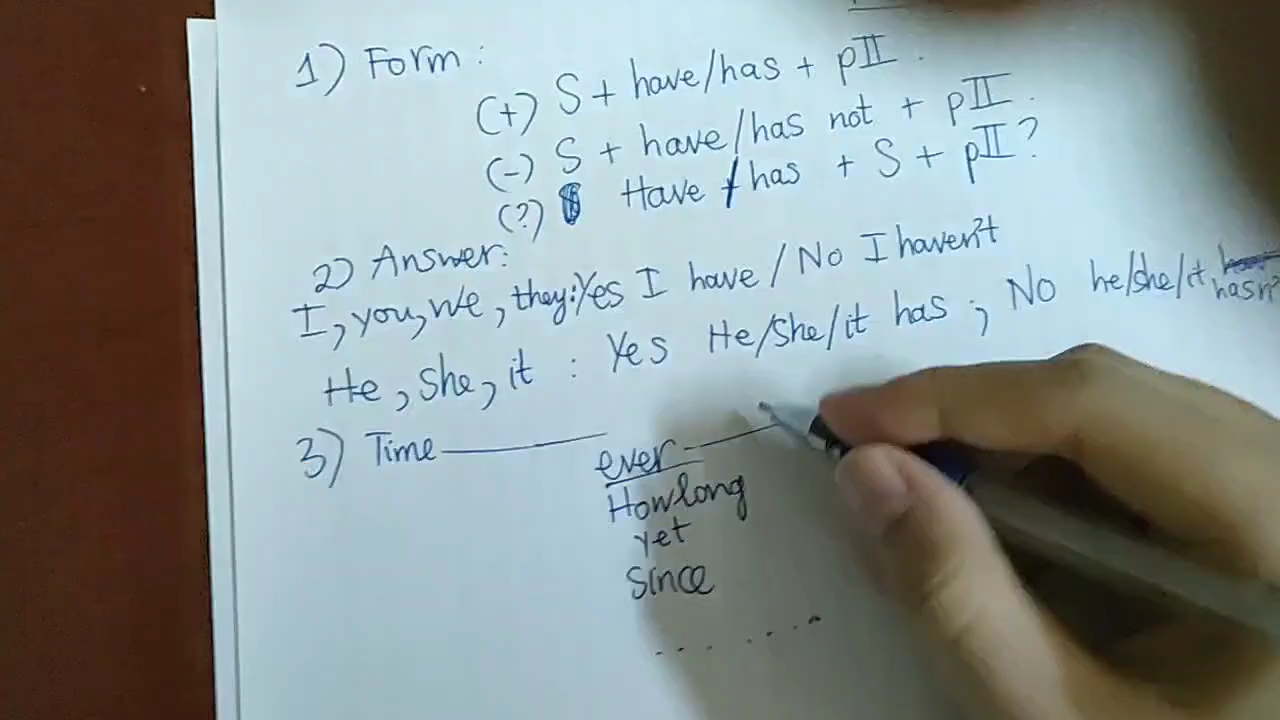 1) Form :
(+) S + have/has + pII .
(-) S + have/has not + pII .
(?) Have / has + S + pII ?
2) Answer:
I, you, we, they: Yes I have / No I haven't
He, she, it : Yes He/she/it has ; No he/she/it hasn't
3) Time
ever
How long
yet
since
.......